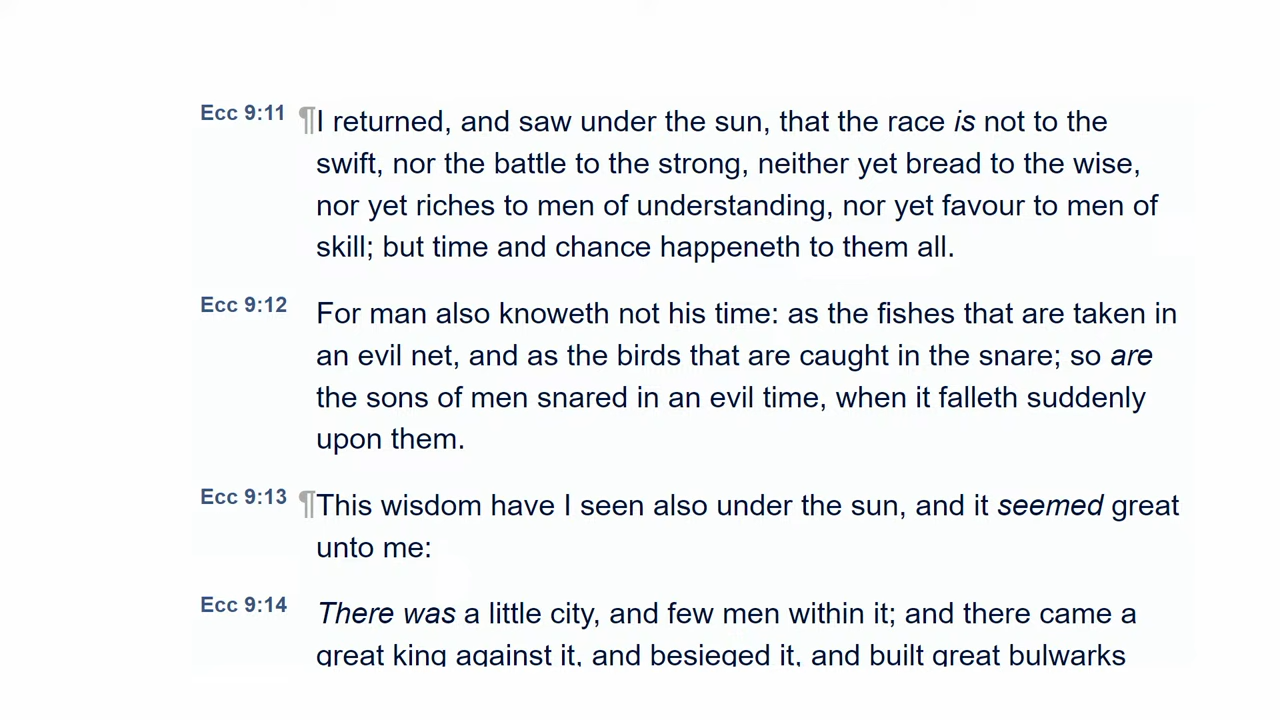 Ecc 9:11 ¶I returned, and saw under the sun, that the race is not to the
swift, nor the battle to the strong, neither yet bread to the wise,
nor yet riches to men of understanding, nor yet favour to men of
skill; but time and chance happeneth to them all.
Ecc 9:12 For man also knoweth not his time: as the fishes that are taken in
an evil net, and as the birds that are caught in the snare; so are
the sons of men snared in an evil time, when it falleth suddenly
upon them.
Ecc 9:13 ¶This wisdom have I seen also under the sun, and it seemed great
unto me:
Ecc 9:14 There was a little city, and few men within it; and there came a
great king against it, and besieged it, and built great bulwarks